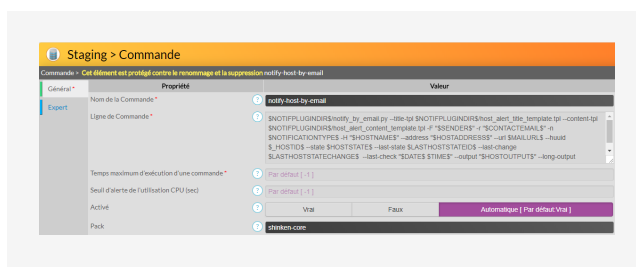 Staging > Commande
Commande > Cet élément est protégé contre le renommage et la suppression notify-host-by-email
Général *
Expert
Propriété
Valeur
Nom de la Commande *
?
notify-host-by-email
Ligne de Commande *
?
$NOTIFPLUGINDIR$/notify_by_email.py --title-tpl $NOTIFPLUGINDIR$/host_alert_title_template.tpl --content-tpl
$NOTIFPLUGINDIR$/host_alert_content_template.tpl -F "$SENDER$" -r "$CONTACTEMAIL$" -n
$NOTIFICATIONTYPE$ -H "$HOSTNAME$" --address "$HOSTADDRESS$" --url $MAILURL$ --huuid
$_HOSTID$ --state $HOSTSTATE$ --last-state $LASTHOSTSTATEID$ --last-change
$LASTHOSTSTATECHANGE$ --last-check "$DATE$ $TIME$" --output "$HOSTOUTPUT$" --long-output
Temps maximum d'exécution d'une commande *
?
Par défaut [ -1 ]
Seuil d'alerte de l'utilisation CPU (sec)
?
Par défaut [ -1 ]
Activé
?
Vrai
Faux
Automatique [ Par défaut Vrai ]
Pack
?
shinken-core